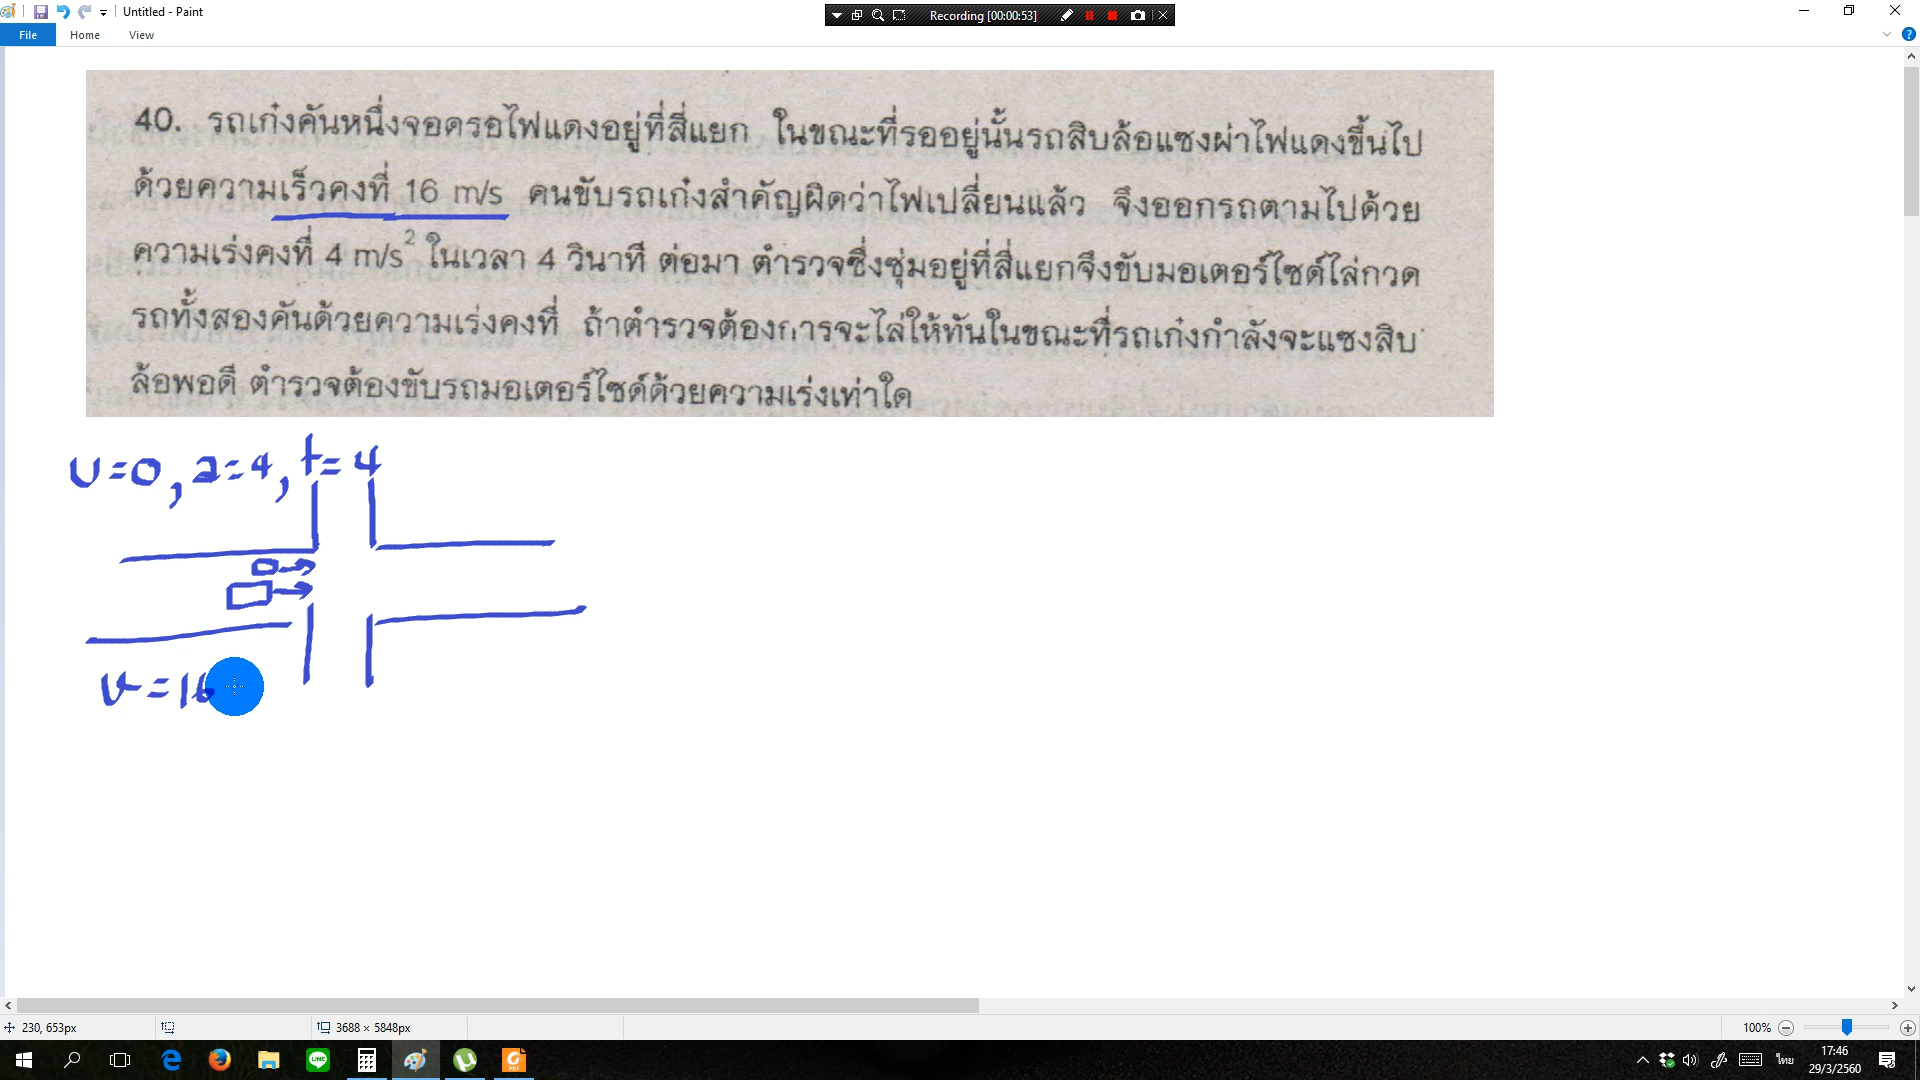 Untitled - Paint
Recording [00:00:53]
File Home View
40. รถเก๋งคันหนึ่งจอดรอไฟแดงอยู่ที่สี่แยก ในขณะที่รออยู่นั้นรถสิบล้อแซงผ่าไฟแดงขึ้นไป
ด้วยความเร็วคงที่ 16 m/s คนขับรถเก๋งสำคัญผิดว่าไฟเปลี่ยนแล้ว จึงออกรถตามไปด้วย
ความเร่งคงที่ 4 m/s² ในเวลา 4 วินาที ต่อมา ตำรวจซึ่งซุ่มอยู่ที่สี่แยกจึงขับมอเตอร์ไซด์ไล่กวด
รถทั้งสองคันด้วยความเร่งคงที่ ถ้าตำรวจต้องการจะไล่ให้ทันในขณะที่รถเก๋งกำลังจะแซงสิบ
ล้อพอดี ตำรวจต้องขับรถมอเตอร์ไซด์ด้วยความเร่งเท่าใด
u=0, a=4, t=4
v=16
230, 653px
3688 × 5848px
100%
LINE
PDF
ไทย
17:46
29/3/2560